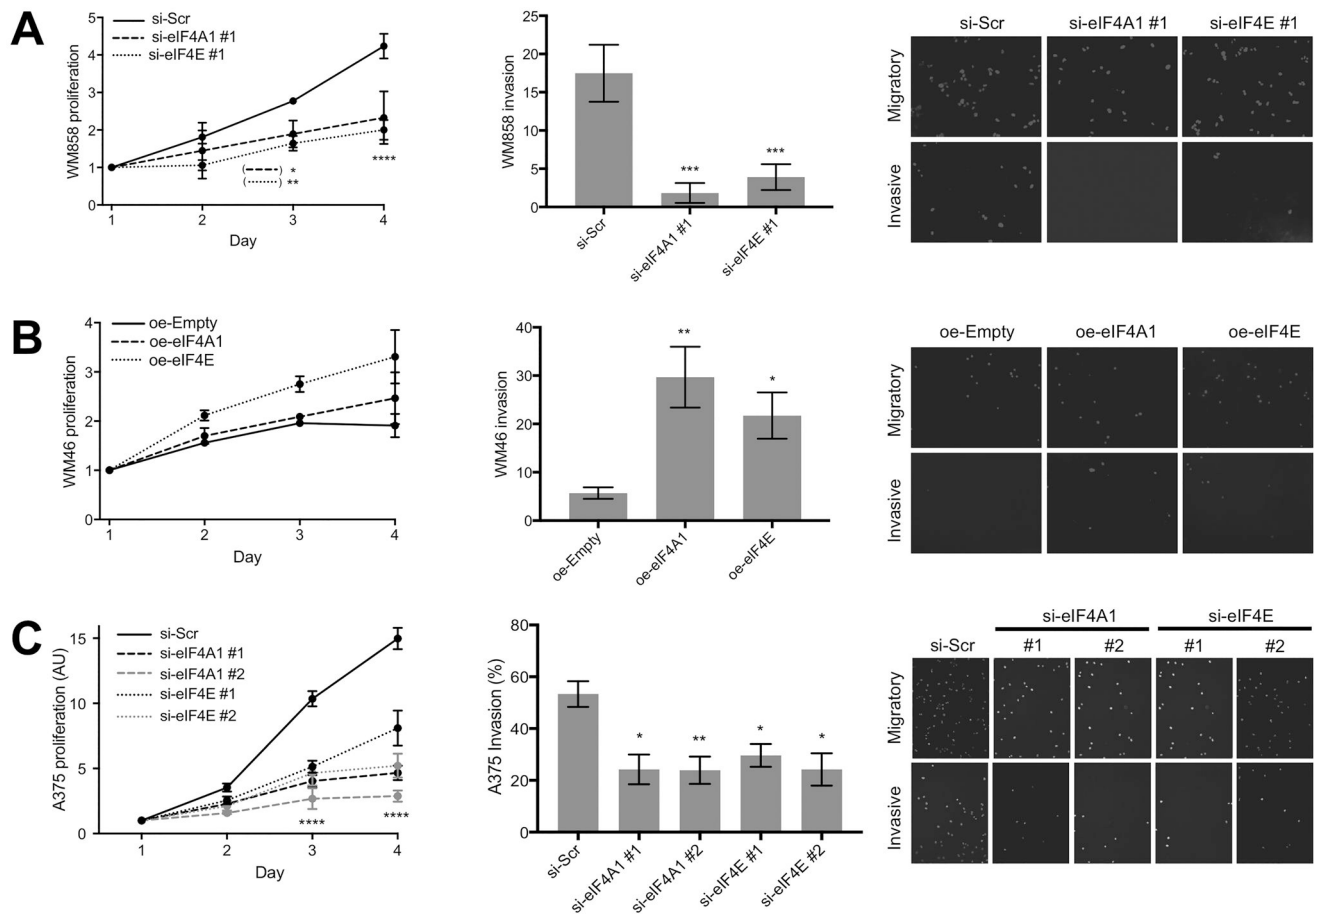 A
si-Scr
si-eIF4A1 #1
si-eIF4E #1
WM858 proliferation
5
4
3
2
1
0
( ) *
( ) **
****
1 2 3 4
Day
WM858 invasion
25
20
15
10
5
0
***
***
si-Scr
si-eIF4A1 #1
si-eIF4E #1
si-Scr si-eIF4A1 #1 si-eIF4E #1
Migratory
Invasive
B
oe-Empty
oe-eIF4A1
oe-eIF4E
WM46 proliferation
4
3
2
1
0
1 2 3 4
Day
WM46 invasion
40
30
20
10
0
**
*
oe-Empty
oe-eIF4A1
oe-eIF4E
oe-Empty oe-eIF4A1 oe-eIF4E
Migratory
Invasive
C
si-Scr
si-eIF4A1 #1
si-eIF4A1 #2
si-eIF4E #1
si-eIF4E #2
A375 proliferation (AU)
15
10
5
0
****
****
1 2 3 4
Day
A375 Invasion (%)
80
60
40
20
0
*
**
*
*
si-Scr
si-eIF4A1 #1
si-eIF4A1 #2
si-eIF4E #1
si-eIF4E #2
si-eIF4A1 si-eIF4E
si-Scr #1 #2 #1 #2
Migratory
Invasive